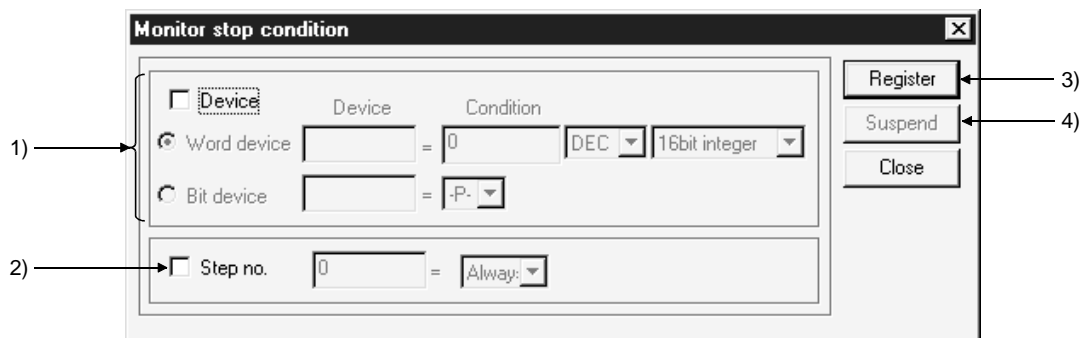 Monitor stop condition
Device Device Condition
1) Word device = 0 DEC 16bit integer
Bit device = -P-
2) Step no. 0 = Alway:
Register 3)
Suspend 4)
Close